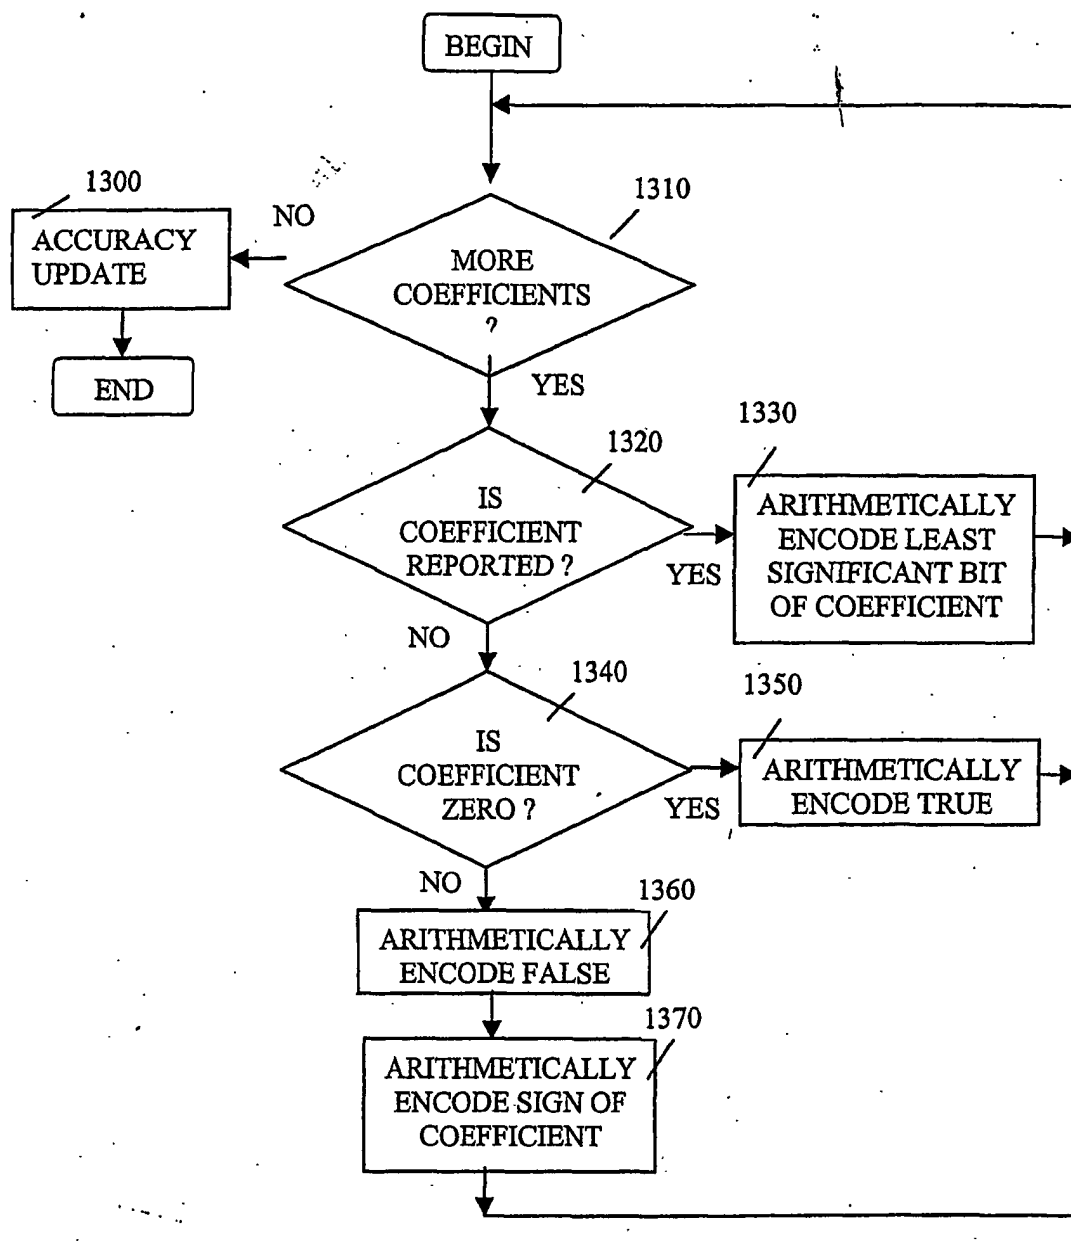 BEGIN
1300
1310
NO
ACCURACY
UPDATE
MORE
COEFFICIENTS
?
END
YES
1330
1320
IS
COEFFICIENT
REPORTED ?
YES
ARITHMETICALLY
ENCODE LEAST
SIGNIFICANT BIT
OF COEFFICIENT
NO
1340
1350
IS
COEFFICIENT
ZERO ?
YES
ARITHMETICALLY
ENCODE TRUE
NO
1360
ARITHMETICALLY
ENCODE FALSE
1370
ARITHMETICALLY
ENCODE SIGN OF
COEFFICIENT